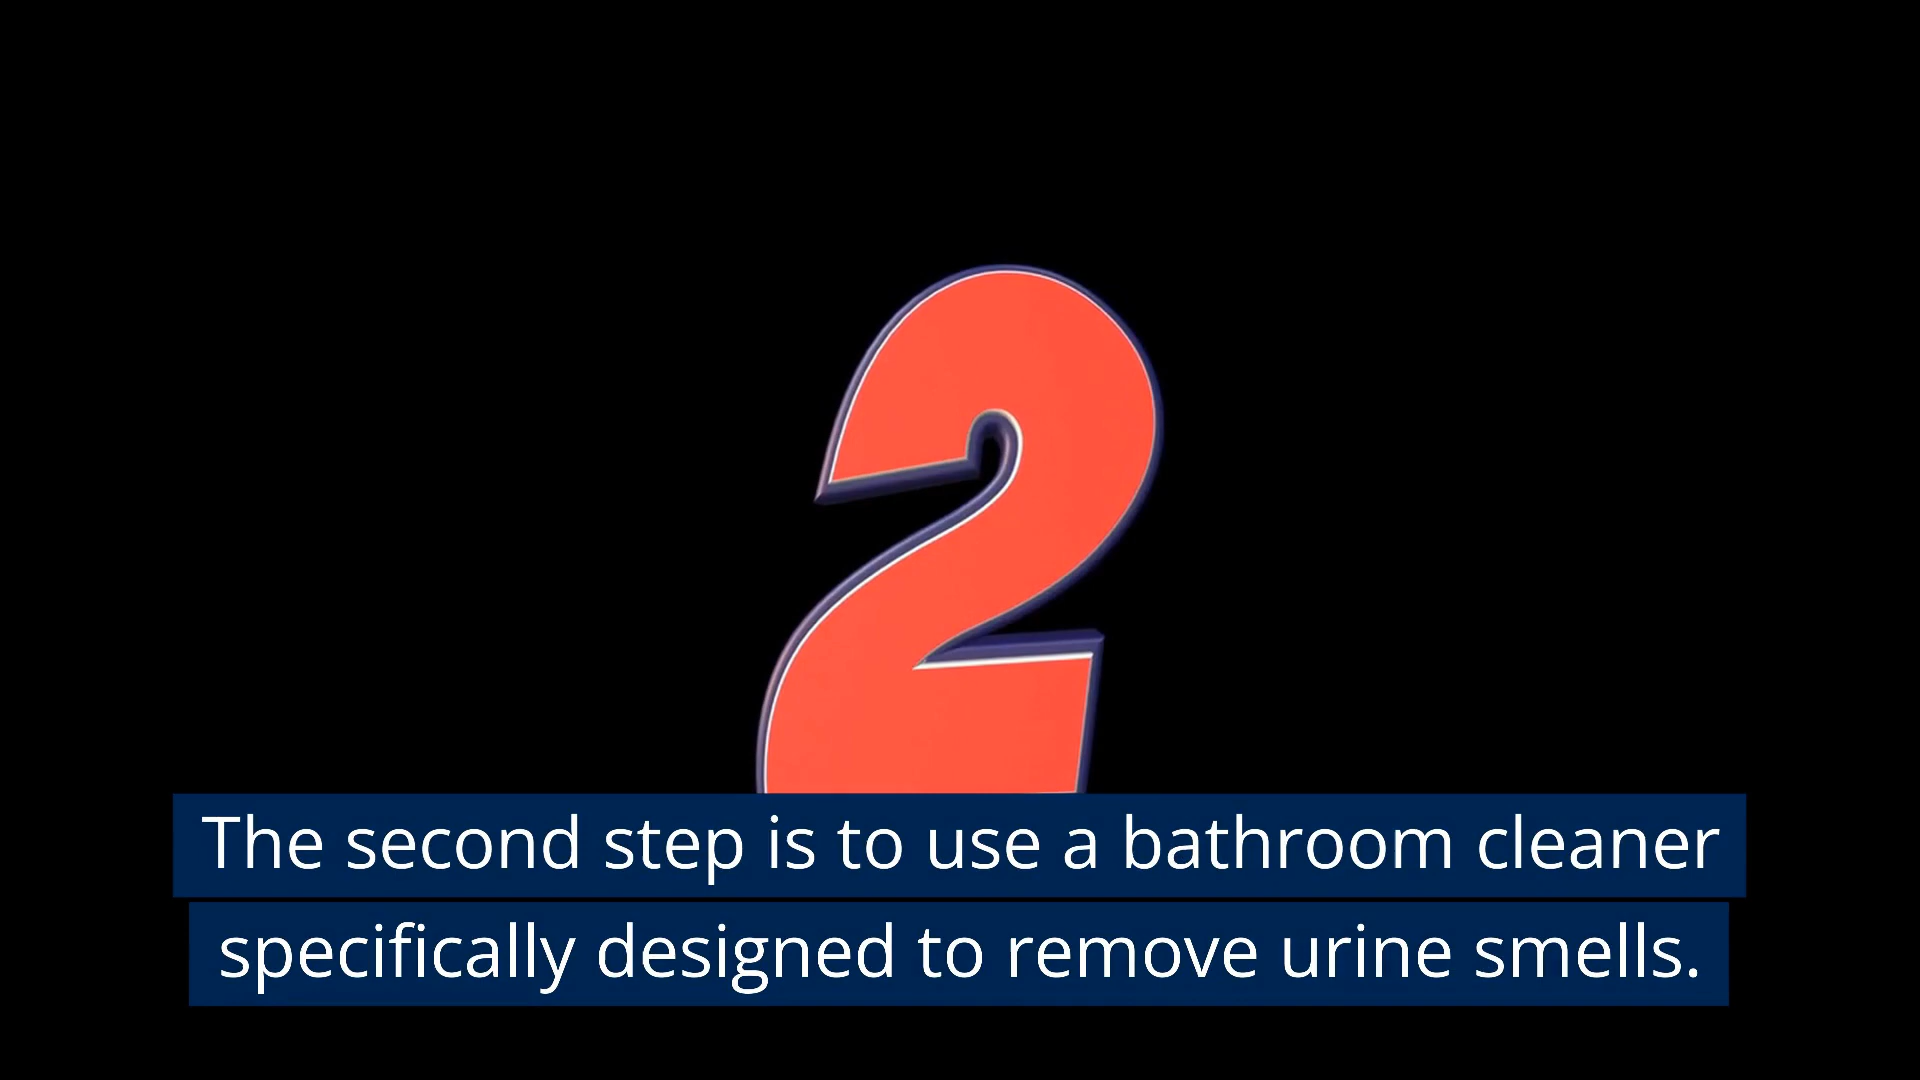 2
The second step is to use a bathroom cleaner
specifically designed to remove urine smells.